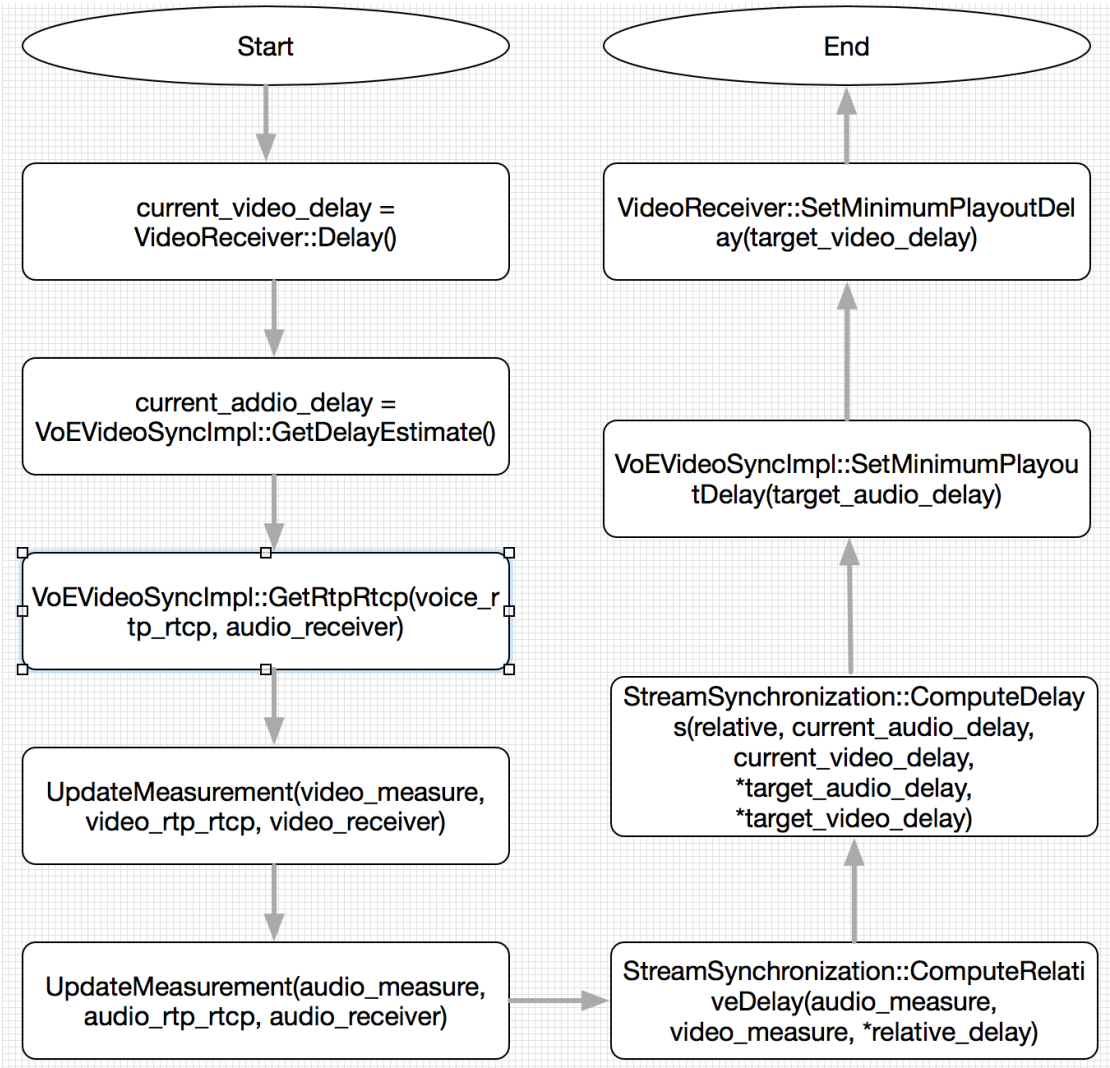 Start
current_video_delay =
VideoReceiver::Delay()
current_addio_delay =
VoEVideoSyncImpl::GetDelayEstimate()
VoEVideoSyncImpl::GetRtpRtcp(voice_r
tp_rtcp, audio_receiver)
UpdateMeasurement(video_measure,
video_rtp_rtcp, video_receiver)
UpdateMeasurement(audio_measure,
audio_rtp_rtcp, audio_receiver)
StreamSynchronization::ComputeRelati
veDelay(audio_measure,
video_measure, *relative_delay)
StreamSynchronization::ComputeDelay
s(relative, current_audio_delay,
current_video_delay,
*target_audio_delay,
*target_video_delay)
VoEVideoSyncImpl::SetMinimumPlayou
tDelay(target_audio_delay)
VideoReceiver::SetMinimumPlayoutDel
ay(target_video_delay)
End